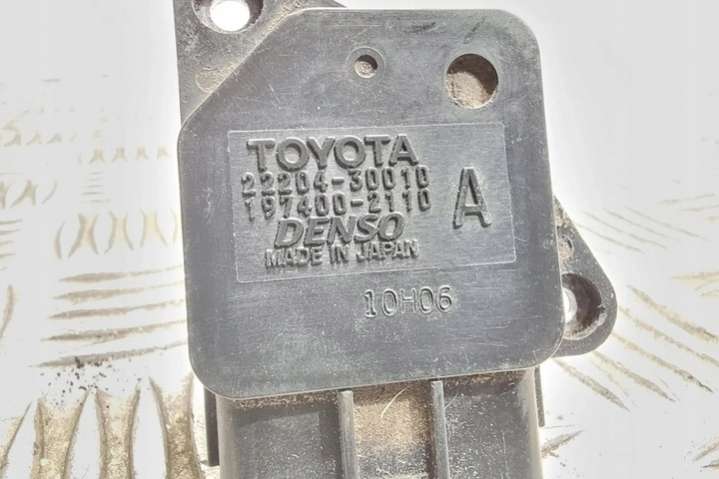 TOYOTA
22204-30010
197400-2110
A
DENSO
MADE IN JAPAN
10H06